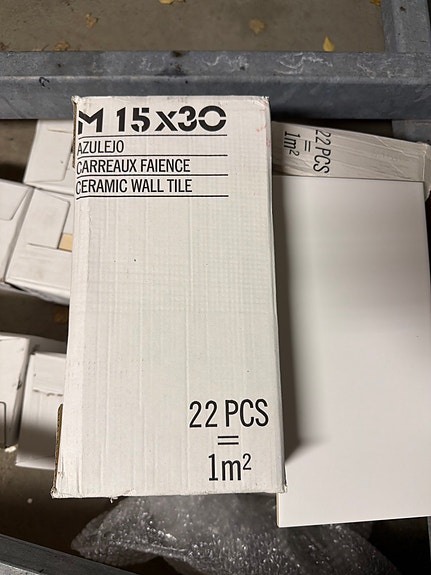 M 15x30
AZULEJO
CARREAUX FAIENCE
CERAMIC WALL TILE
22 PCS
=
1m²
22 PCS
=
1m²